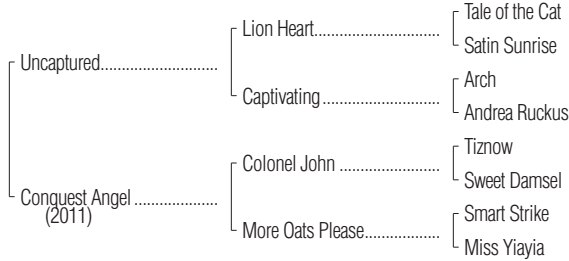 Tale of the Cat
Lion Heart..............................
Satin Sunrise
Uncaptured............................
Arch
Captivating............................
Andrea Ruckus
Tiznow
Colonel John ........................
Sweet Damsel
Conquest Angel ....................
(2011)
Smart Strike
More Oats Please..................
Miss Yiayia